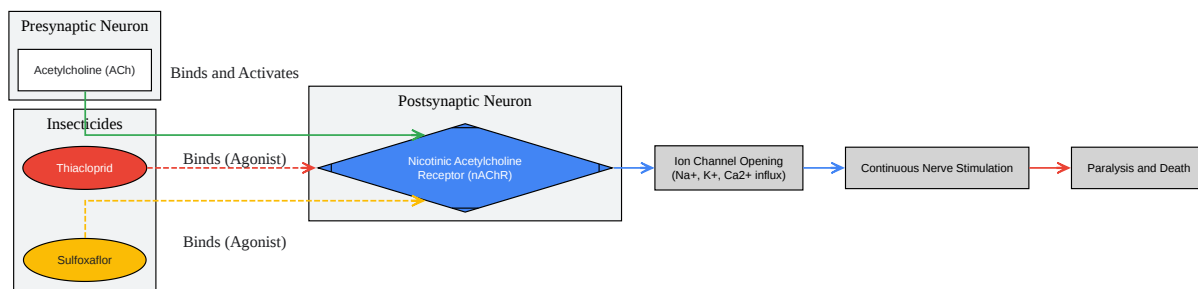 Presynaptic Neuron
Acetylcholine (ACh)
Binds and Activates
Insecticides
Thiacloprid
Binds (Agonist)
Sulfoxaflor
Binds (Agonist)
Postsynaptic Neuron
Nicotinic Acetylcholine
Receptor (nAChR)
Ion Channel Opening
(Na+, K+, Ca2+ influx)
Continuous Nerve Stimulation
Paralysis and Death